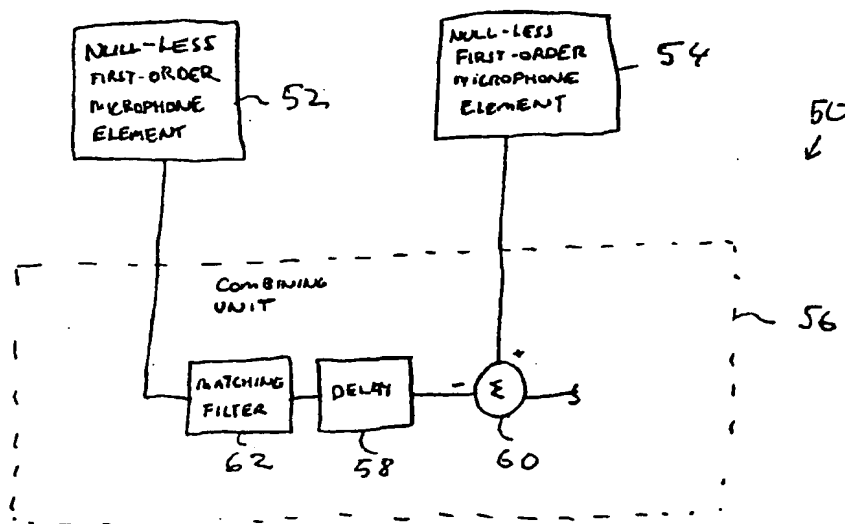 NULL-LESS
FIRST-ORDER
MICROPHONE
ELEMENT
52
NULL-LESS
FIRST-ORDER
MICROPHONE
ELEMENT
54
50
COMBINING
UNIT
56
MATCHING
FILTER
DELAY
-
+
Σ
62
58
60